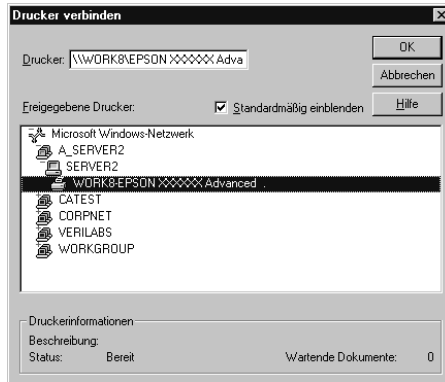 Drucker verbinden
Drucker: \\WORK8\EPSON XXXXXX Adva
OK
Abbrechen
Freigegebene Drucker:
Standardmäßig einblenden
Hilfe
Microsoft Windows-Netzwerk
A_SERVER2
SERVER2
WORK8-EPSON XXXXXX Advanced .
CATEST
CORPNET
VERILABS
WORKGROUP
Druckerinformationen
Beschreibung:
Status: Bereit Wartende Dokumente: 0